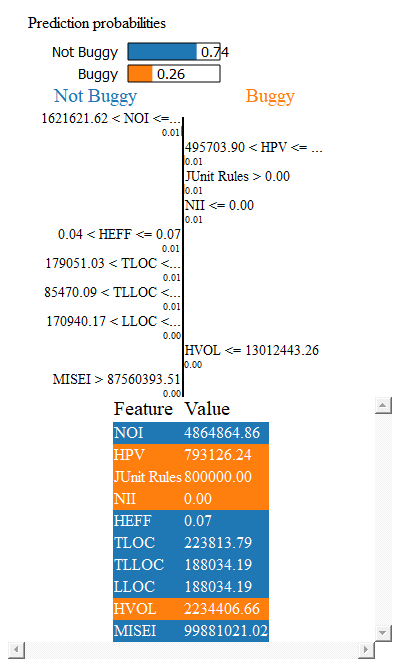 Prediction probabilities
Not Buggy 0.74
Buggy 0.26
Not Buggy Buggy
1621621.62 < NOI <=...
0.01
495703.90 < HPV <= ...
0.01
JUnit Rules > 0.00
0.01
NII <= 0.00
0.01
0.04 < HEFF <= 0.07
0.01
179051.03 < TLOC <...
0.01
85470.09 < TLLOC <...
0.01
170940.17 < LLOC <...
0.00
HVOL <= 13012443.26
0.00
MISEI > 87560393.51
0.00
Feature Value
NOI 4864864.86
HPV 793126.24
JUnit Rules 800000.00
NII 0.00
HEFF 0.07
TLOC 223813.79
TLLOC 188034.19
LLOC 188034.19
HVOL 2234406.66
MISEI 99881021.02